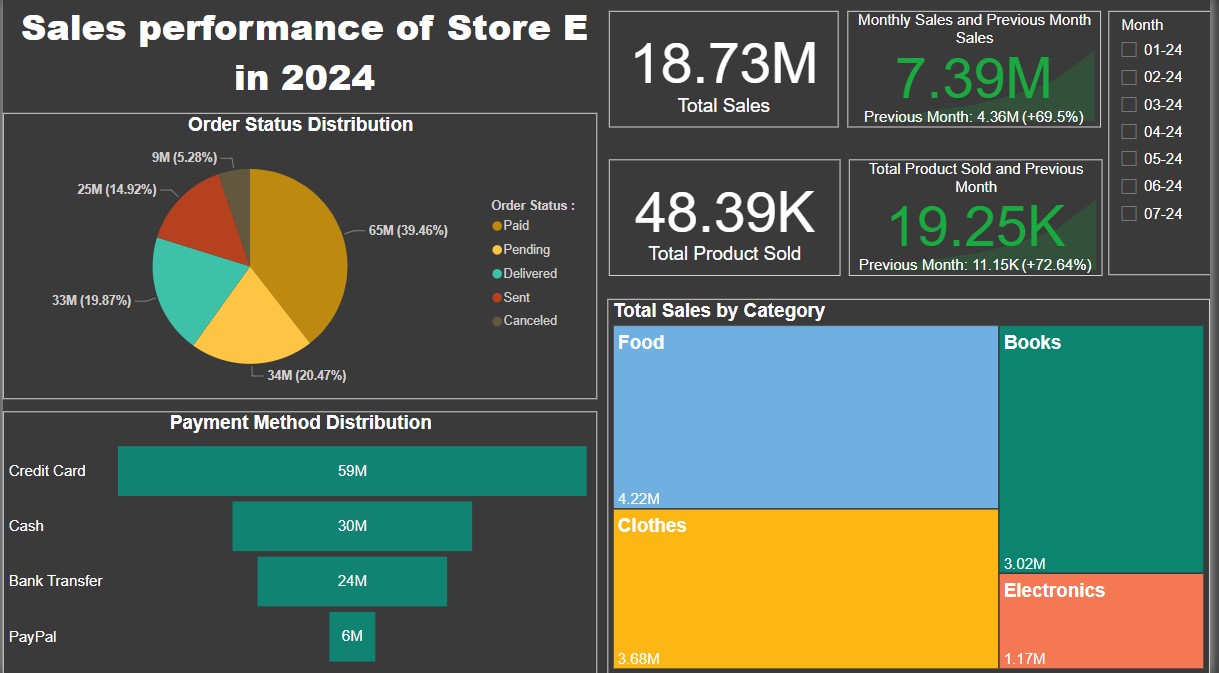 Sales performance of Store E
in 2024
18.73M
Total Sales
Monthly Sales and Previous Month
Sales
7.39M
Previous Month: 4.36M (+69.5%)
Month
01-24
02-24
03-24
04-24
05-24
06-24
07-24
48.39K
Total Product Sold
Total Product Sold and Previous
Month
19.25K
Previous Month: 11.15K (+72.64%)
Order Status Distribution
9M (5.28%)
25M (14.92%)
65M (39.46%)
33M (19.87%)
34M (20.47%)
Order Status :
Paid
Pending
Delivered
Sent
Canceled
Payment Method Distribution
Credit Card
59M
Cash
30M
Bank Transfer
24M
PayPal
6M
Total Sales by Category
Food
4.22M
Clothes
3.68M
Books
3.02M
Electronics
1.17M